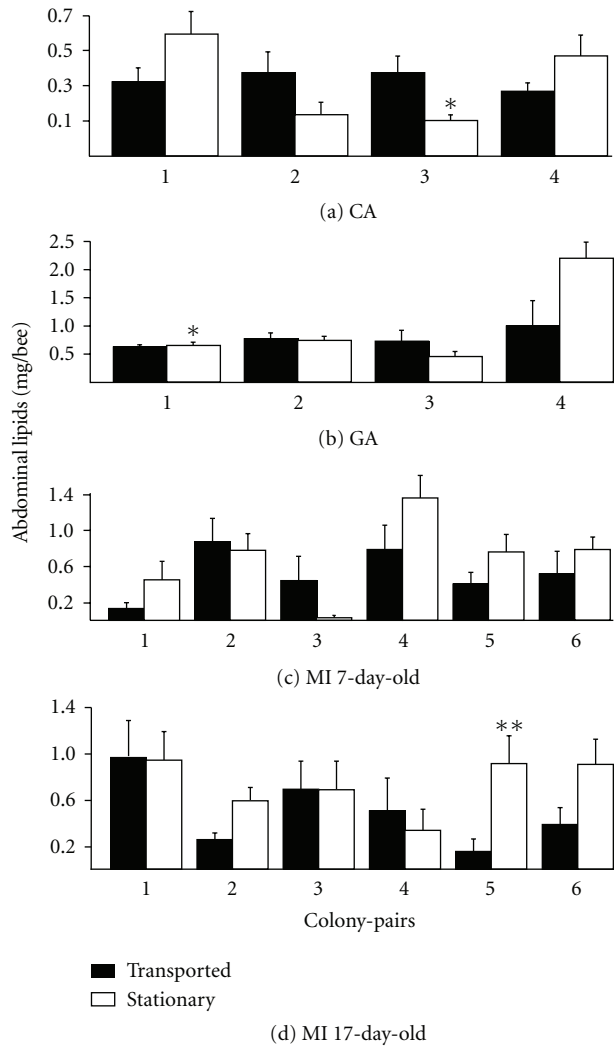 0.7
0.5
0.3
0.1
*
1 2 3 4
(a) CA
Abdominal lipids (mg/bee)
2.5
2.0
1.5
1.0
0.5
*
1 2 3 4
(b) GA
1.4
1.0
0.6
0.2
1 2 3 4 5 6
(c) MI 7-day-old
1.4
1.0
0.6
0.2
**
1 2 3 4 5 6
Colony-pairs
Transported
Stationary
(d) MI 17-day-old